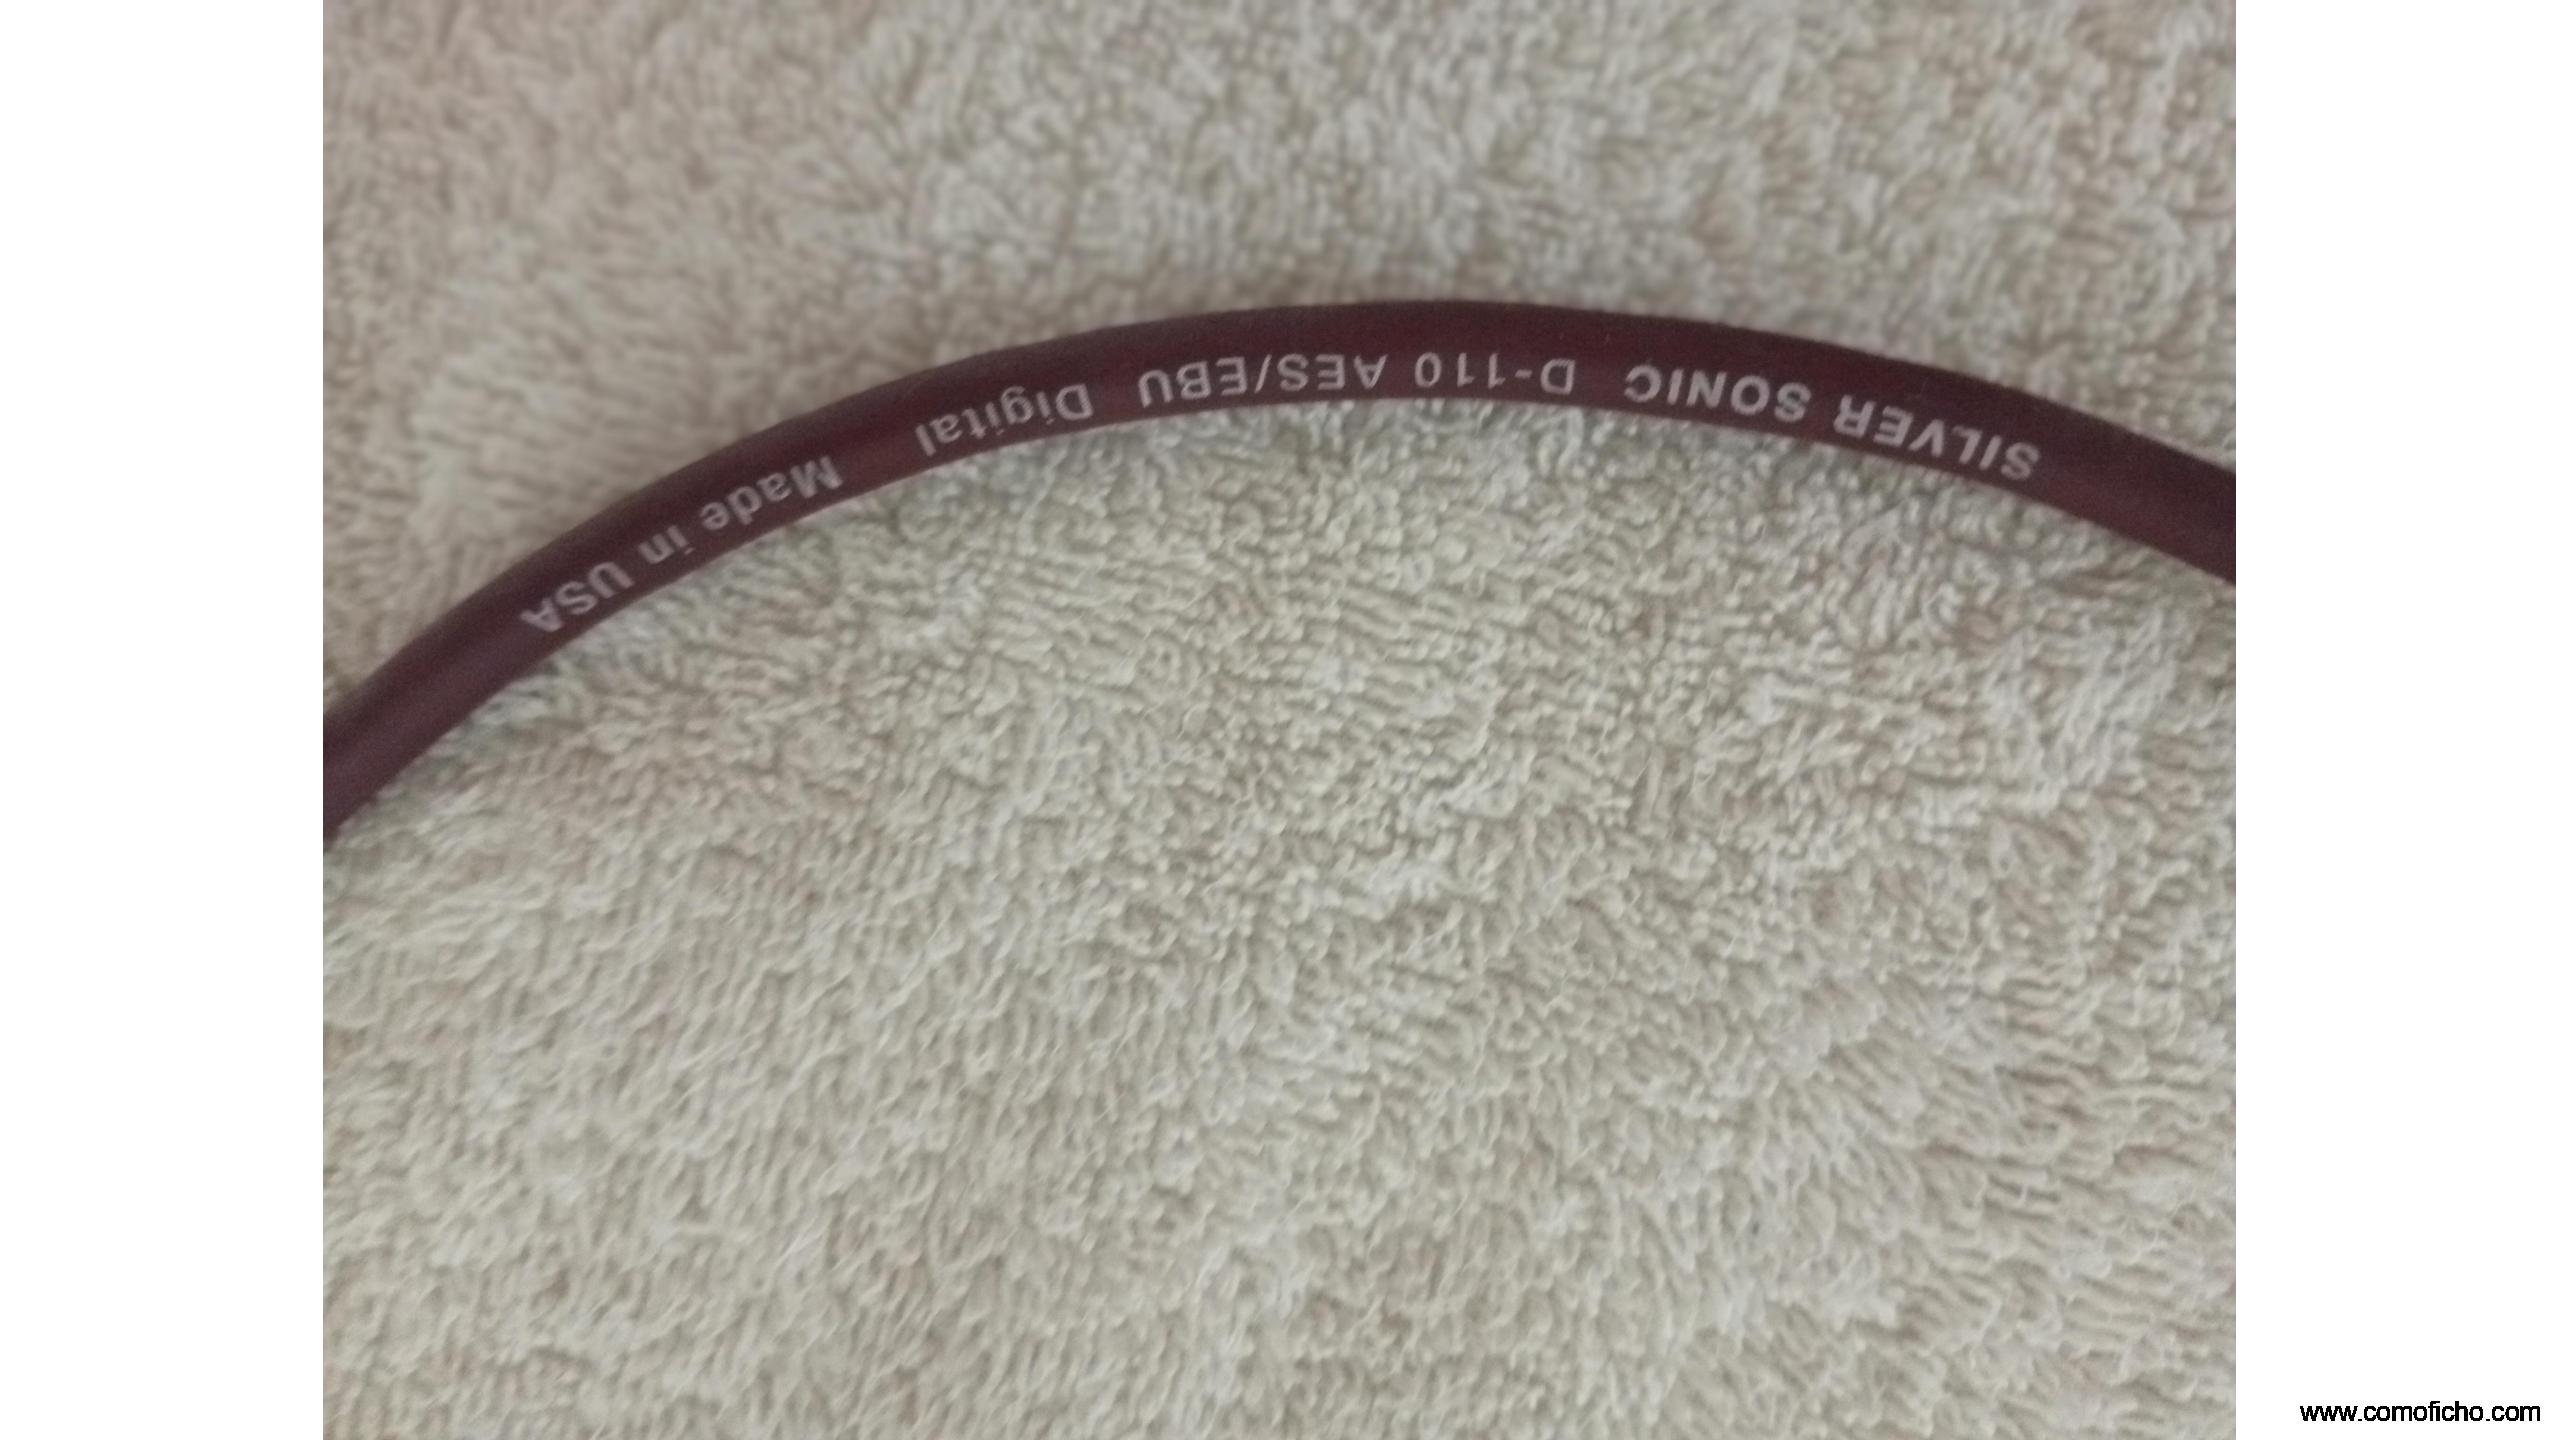 SILVER SONIC D-110 AES/EBU Digital Made in USA
www.comoficho.com